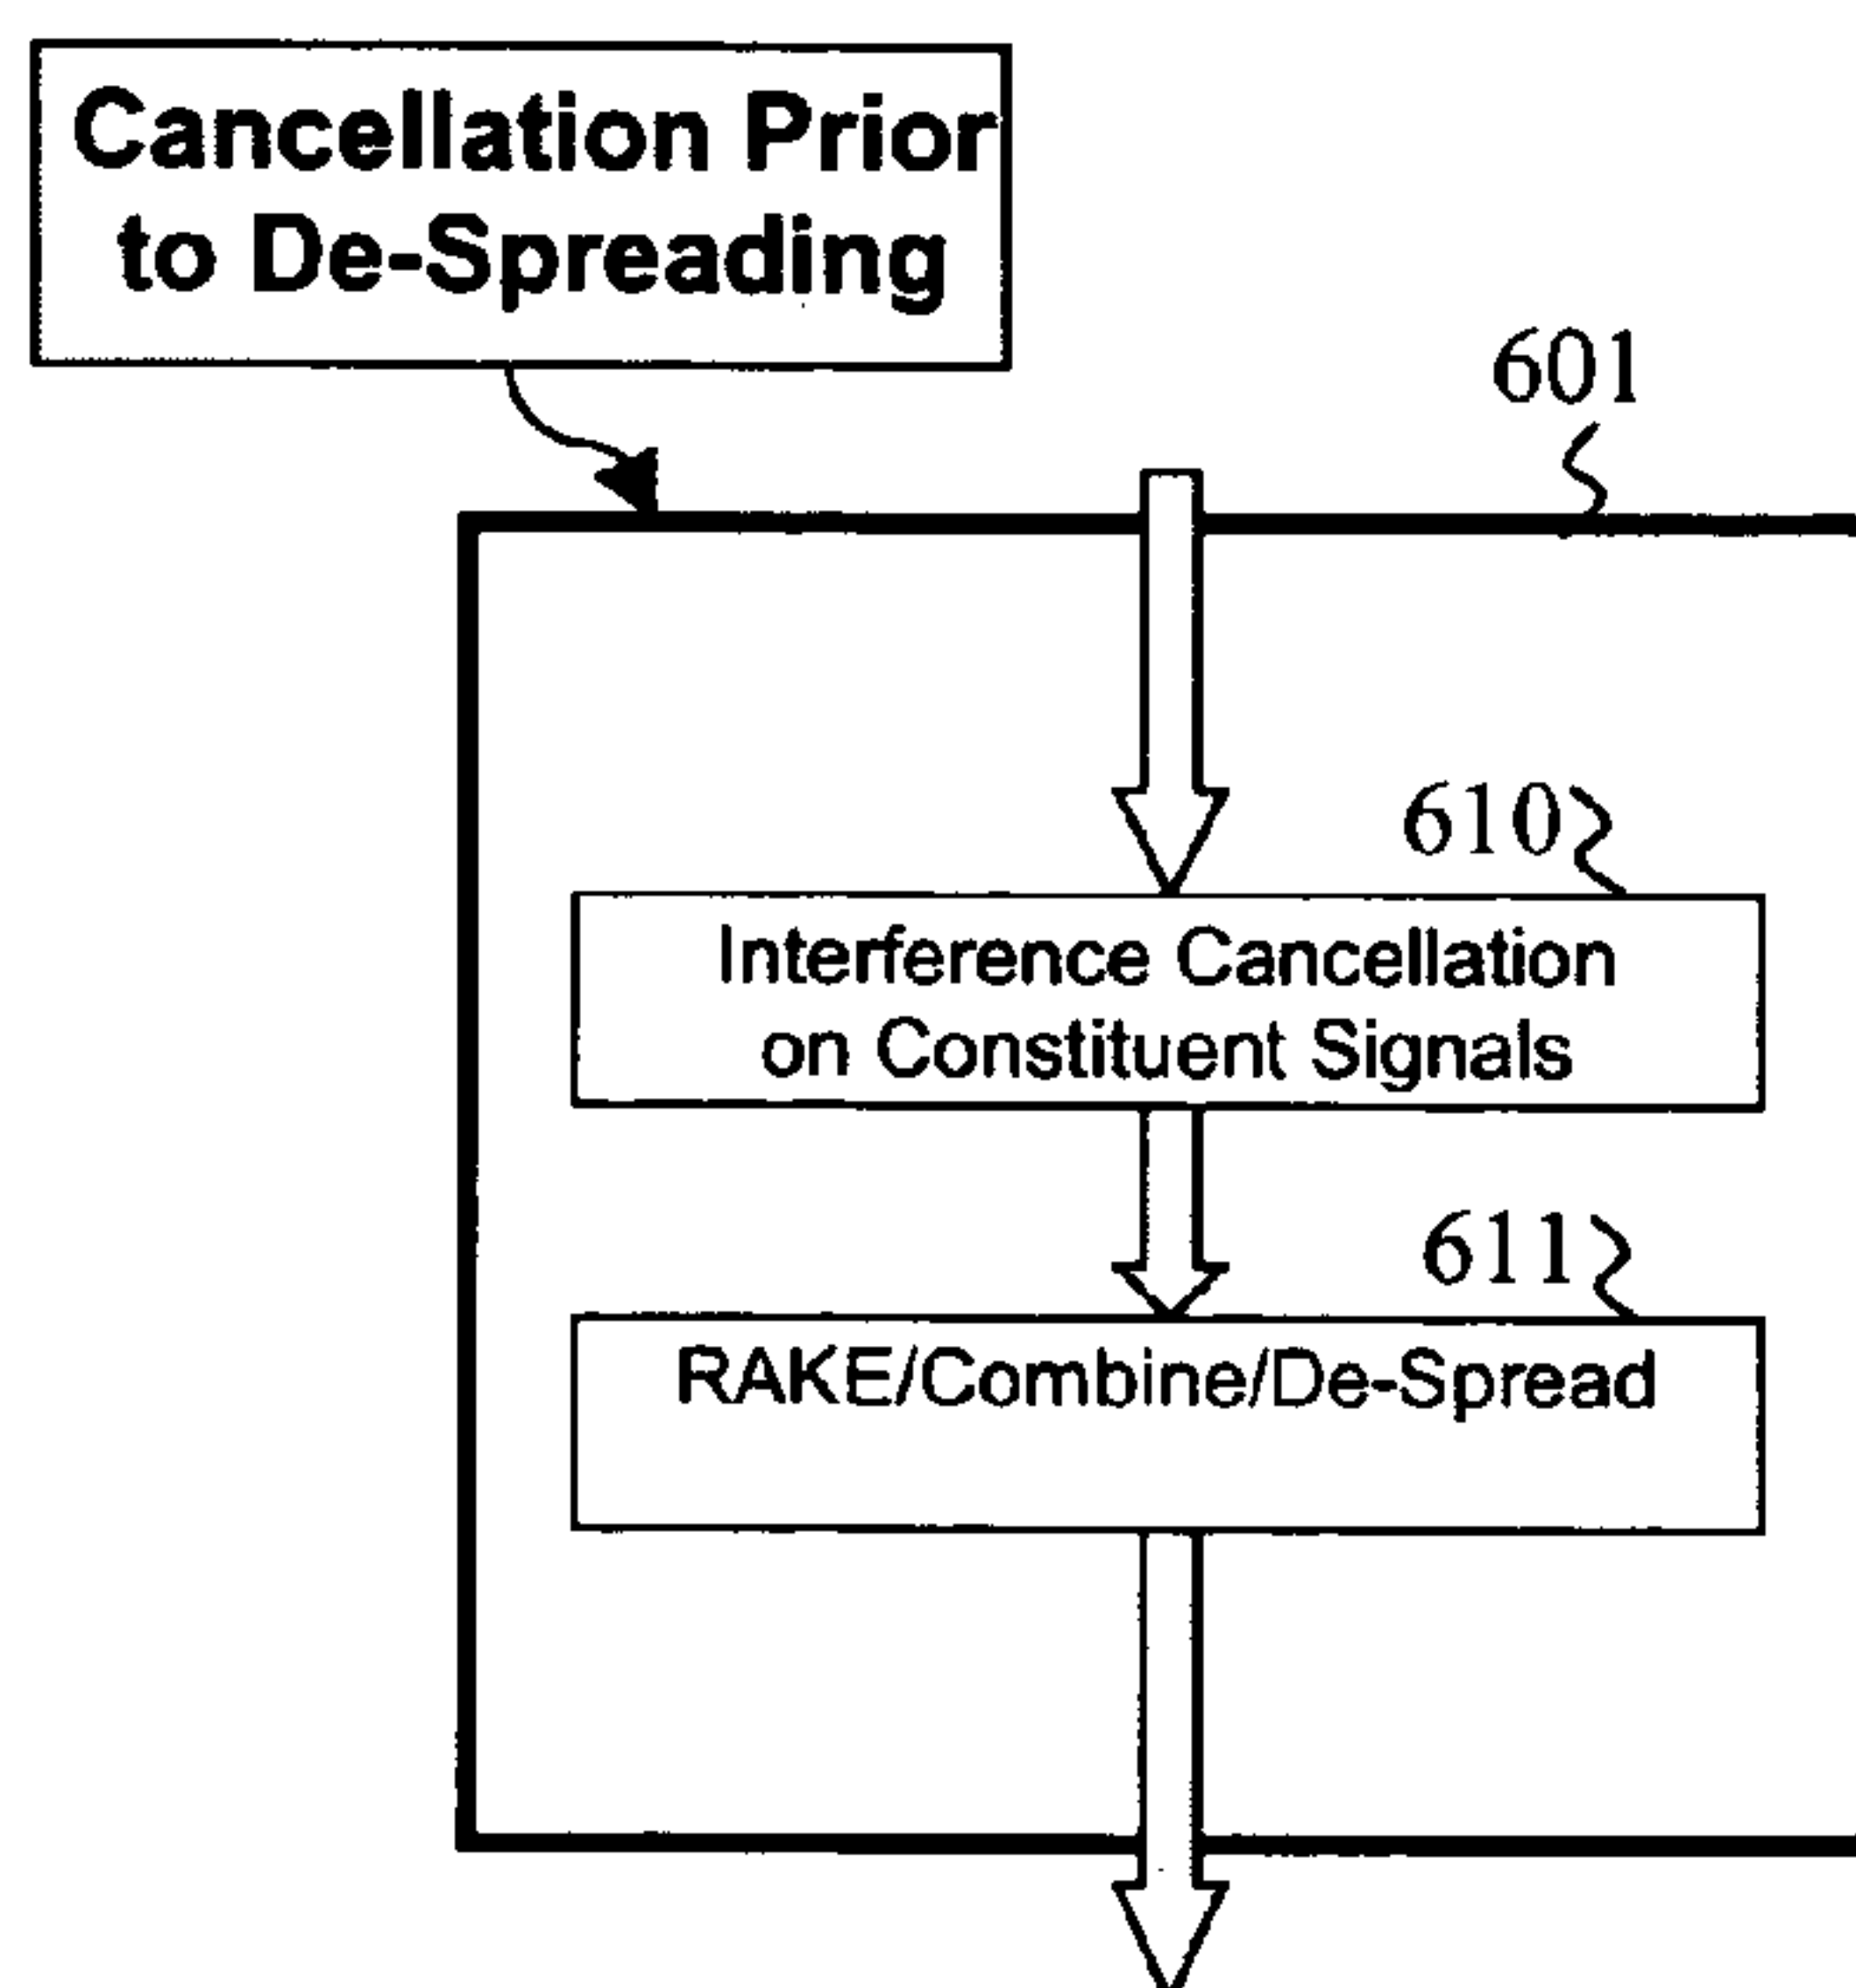 Cancellation Prior
to De-Spreading
601
610
Interference Cancellation
on Constituent Signals
611
RAKE/Combine/De-Spread